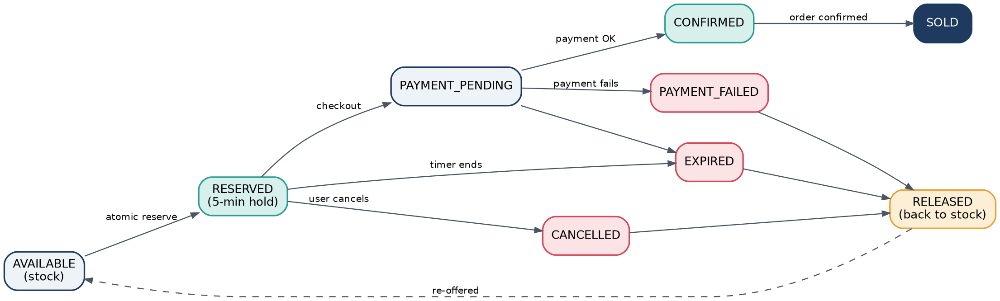 CONFIRMED
order confirmed
SOLD
payment OK
PAYMENT_PENDING
payment fails
PAYMENT_FAILED
checkout
timer ends
EXPIRED
RESERVED
(5-min hold)
user cancels
RELEASED
(back to stock)
atomic reserve
CANCELLED
AVAILABLE
(stock)
re-offered